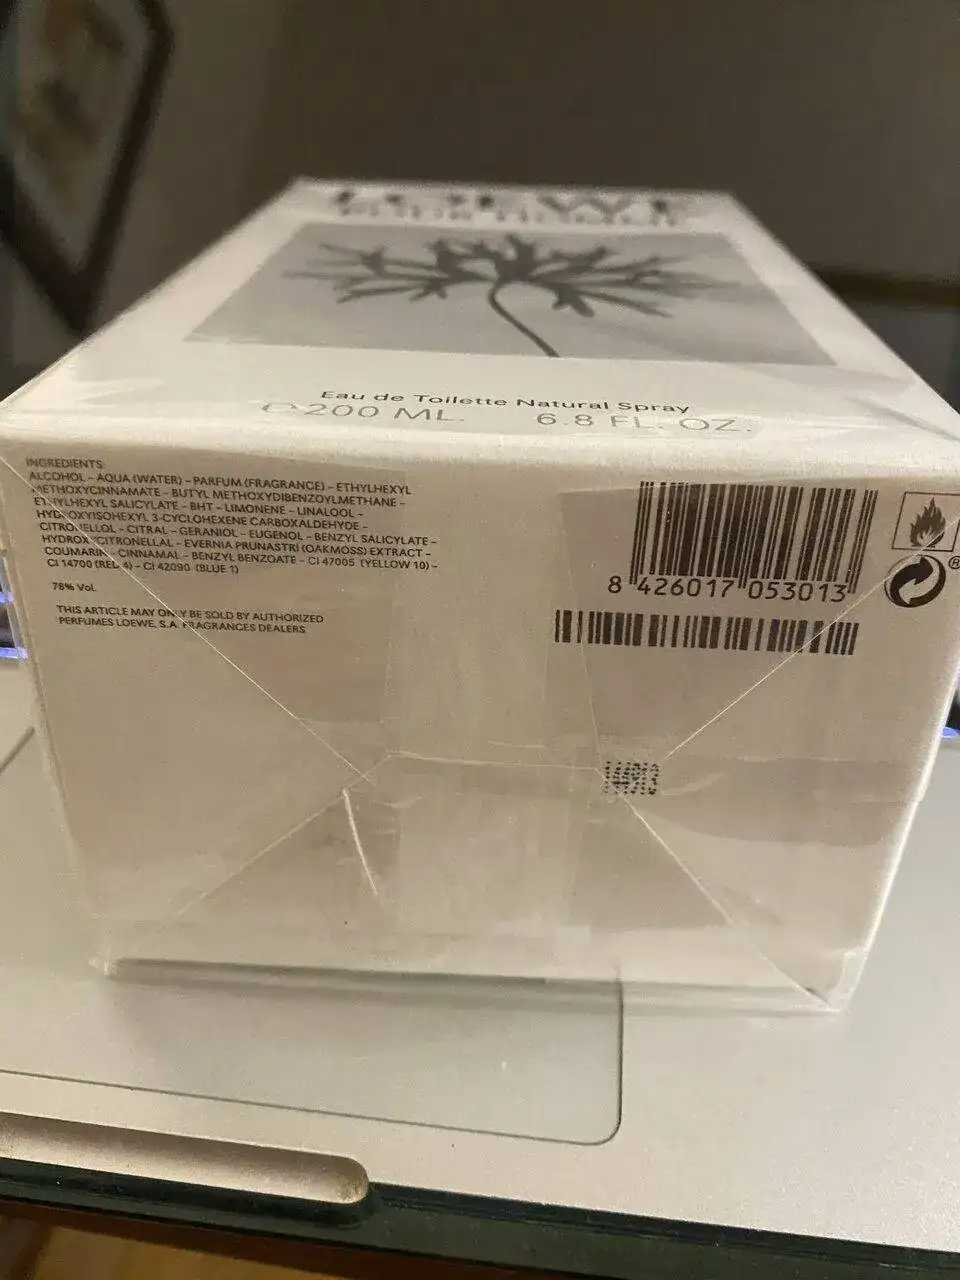 LOEWE
Eau de Toilette Natural Spray
℮200 ML. 6.8 FL. OZ.
INGREDIENTS:
ALCOHOL - AQUA (WATER) - PARFUM (FRAGRANCE) - ETHYLHEXYL
METHOXYCINNAMATE - BUTYL METHOXYDIBENZOYLMETHANE -
ETHYLHEXYL SALICYLATE - BHT - LIMONENE - LINALOOL -
HYDROXYISOHEXYL 3-CYCLOHEXENE CARBOXALDEHYDE -
CITRONELLOL - CITRAL - GERANIOL - EUGENOL - BENZYL SALICYLATE -
HYDROXYCITRONELLAL - EVERNIA PRUNASTRI (OAKMOSS) EXTRACT -
COUMARIN - CINNAMAL - BENZYL BENZOATE - CI 47005 (YELLOW 10) -
CI 14700 (RED 4) - CI 42090 (BLUE 1)
78% Vol.
THIS ARTICLE MAY ONLY BE SOLD BY AUTHORIZED
PERFUMES LOEWE, S.A. FRAGRANCES DEALERS
8 426017 053013
®